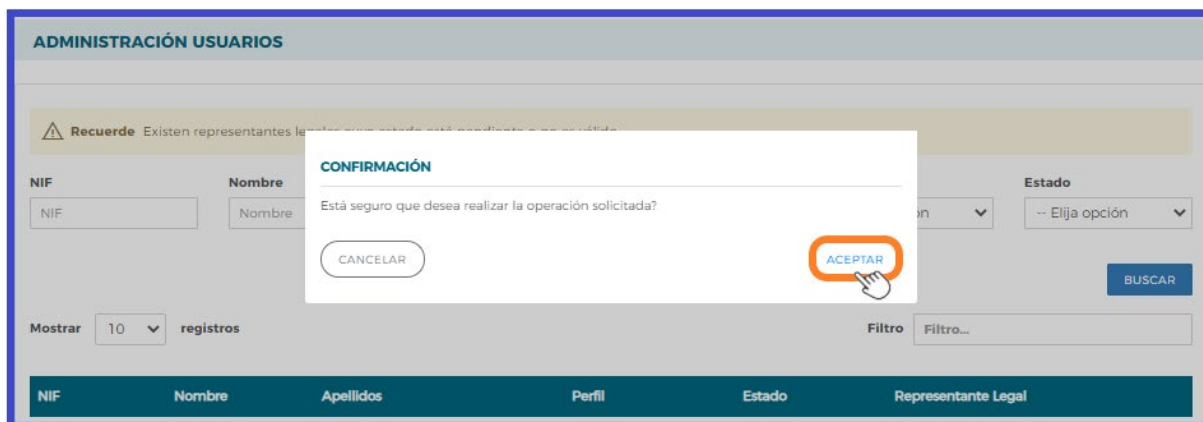 ADMINISTRACIÓN USUARIOS
Recuerde Existen representantes
CONFIRMACIÓN
Está seguro que desea realizar la operación solicitada?
CANCELAR
ACEPTAR
NIF
Nombre
Estado
NIF
Nombre
-- Elija opción
BUSCAR
Mostrar 10 registros
Filtro Filtro...
NIF Nombre Apellidos Perfil Estado Representante Legal